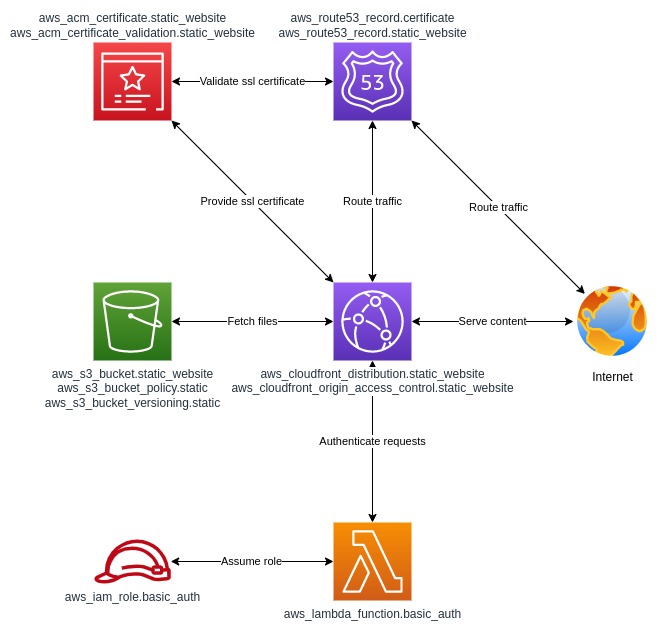 aws_acm_certificate.static_website
aws_acm_certificate_validation.static_website
aws_route53_record.certificate
aws_route53_record.static_website
Validate ssl certificate
53
Provide ssl certificate
Route traffic
Route traffic
Fetch files
Serve content
aws_s3_bucket.static_website
aws_s3_bucket_policy.static
aws_s3_bucket_versioning.static
aws_cloudfront_distribution.static_website
aws_cloudfront_origin_access_control.static_website
Internet
Authenticate requests
Assume role
aws_iam_role.basic_auth
aws_lambda_function.basic_auth